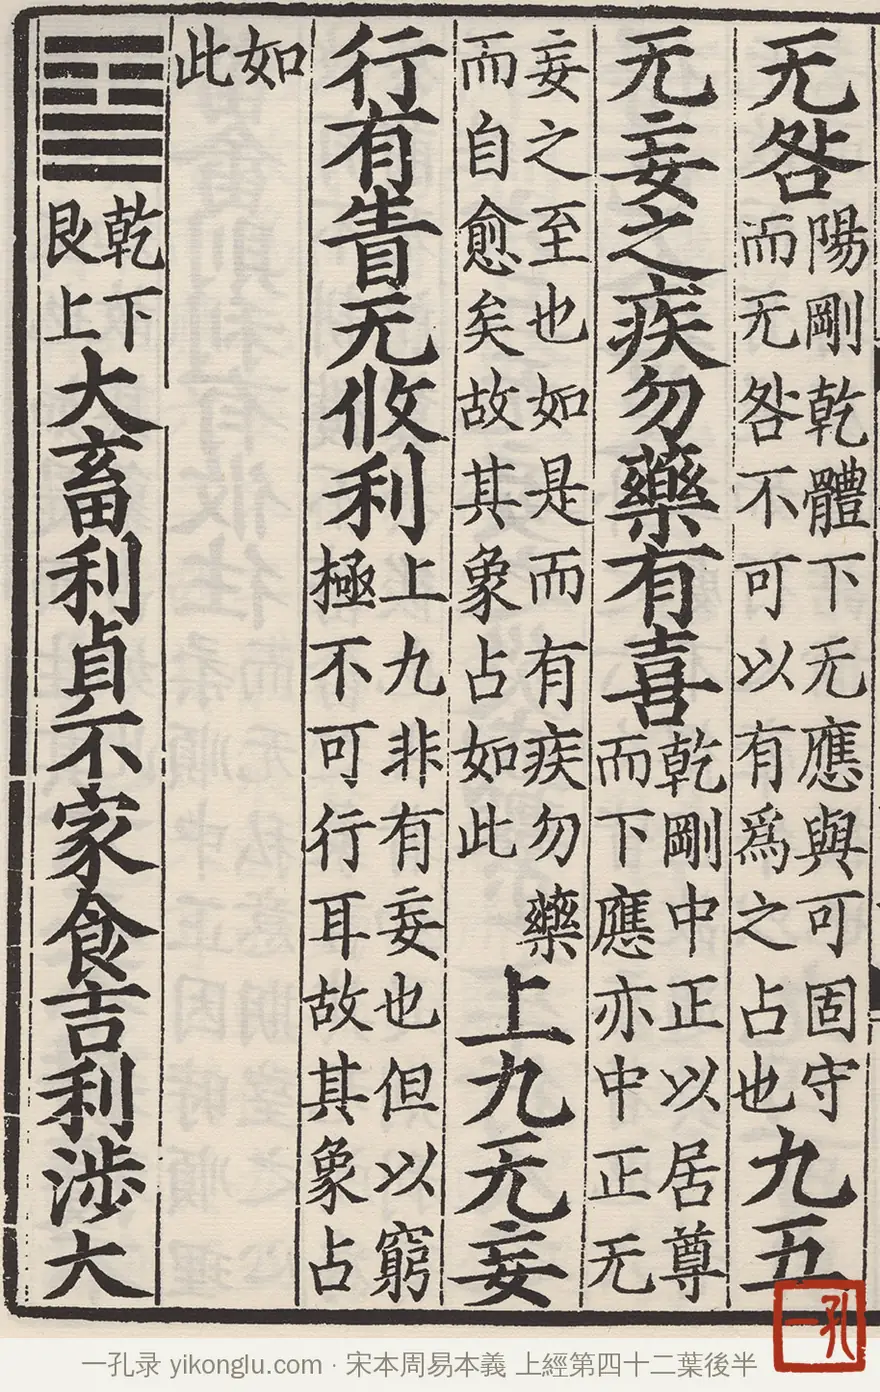 无咎陽剛乾體下无應與可固守而无咎不可以有爲之占也九五
无妄之疾勿藥有喜乾剛中正以居尊而下應亦中正无
妄之至也如是而有疾勿藥而自愈矣故其象占如此上九无妄
行有眚无攸利上九非有妄也但以窮極不可行耳故其象占
如此
乾下艮上大畜利貞不家食吉利涉大
一孔
一孔录 yikonglu.com · 宋本周易本義 上經第四十二葉後半